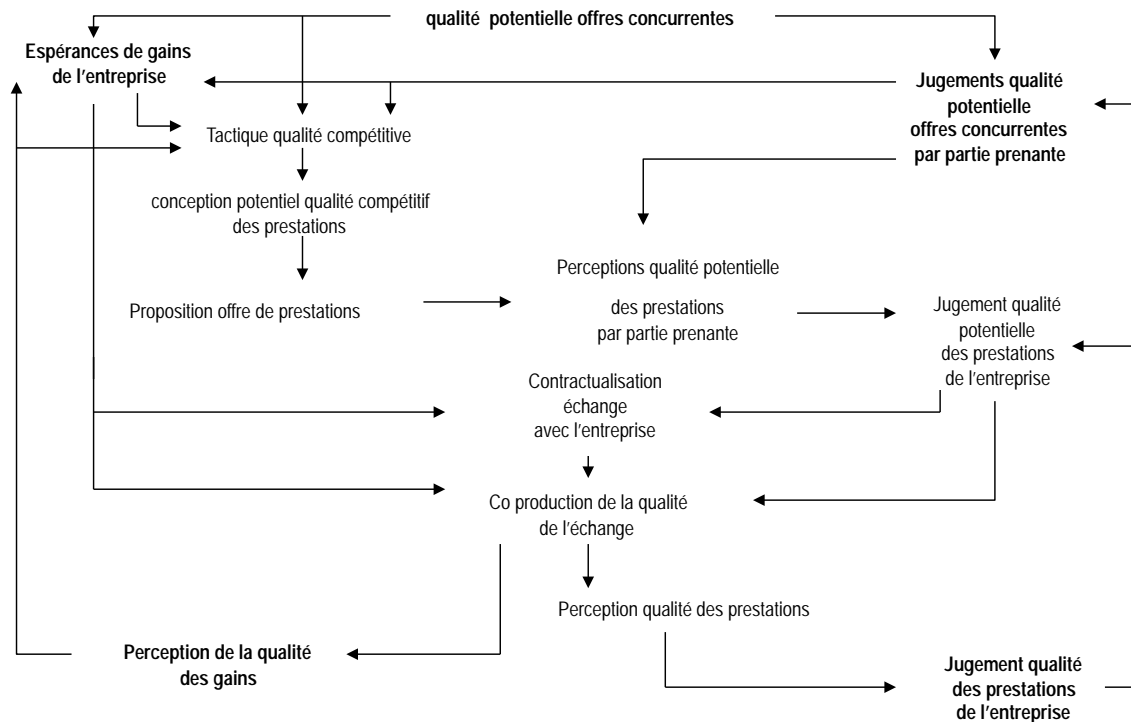 qualité potentielle offres concurrentes
Espérances de gains
de l'entreprise
Jugements qualité
potentielle
offres concurrentes
par partie prenante
Tactique qualité compétitive
conception potentiel qualité compétitif
des prestations
Proposition offre de prestations
Perceptions qualité potentielle
des prestations
par partie prenante
Jugement qualité
potentielle
des prestations
de l'entreprise
Contractualisation
échange
avec l'entreprise
Co production de la qualité
de l'échange
Perception qualité des prestations
Perception de la qualité
des gains
Jugement qualité
des prestations
de l'entreprise